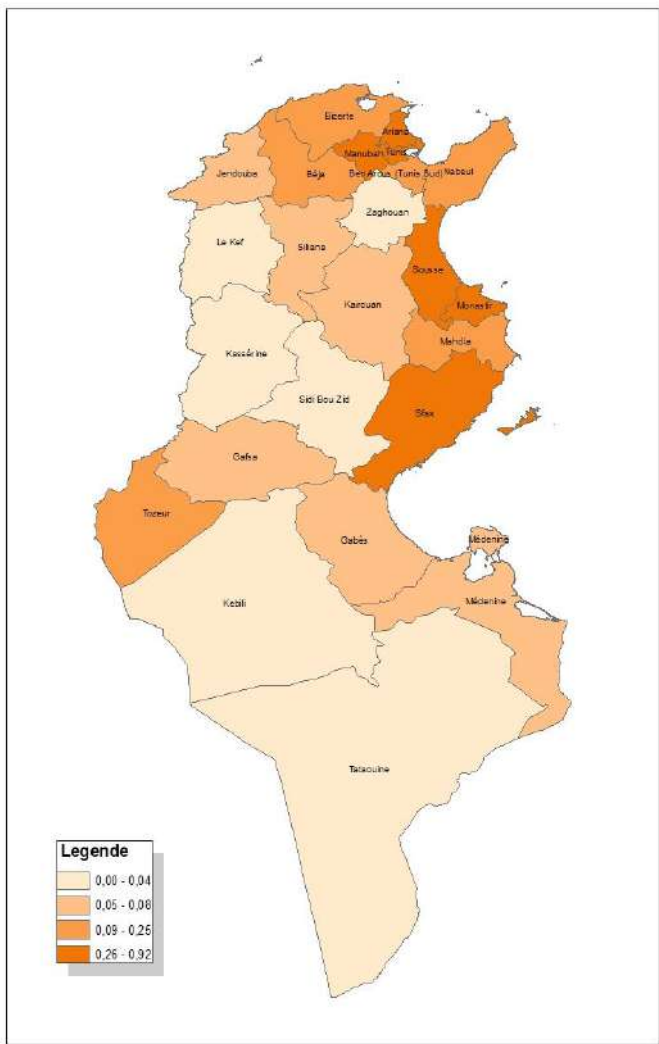 Bizerte
Ariana
Manubah
Tunis
Nabeul
Jendouba
Béja
Ben Arous (Tunis Sud)
Zaghouan
Le Kef
Siliana
Sousse
Kairouan
Monastir
Mahdia
Kassérine
Sidi Bou Zid
Sfax
Gafsa
Tozeur
Gabès
Médenine
Médenine
Kebili
Tataouine
Legende
0,00 - 0,04
0,05 - 0,08
0,09 - 0,25
0,26 - 0,92